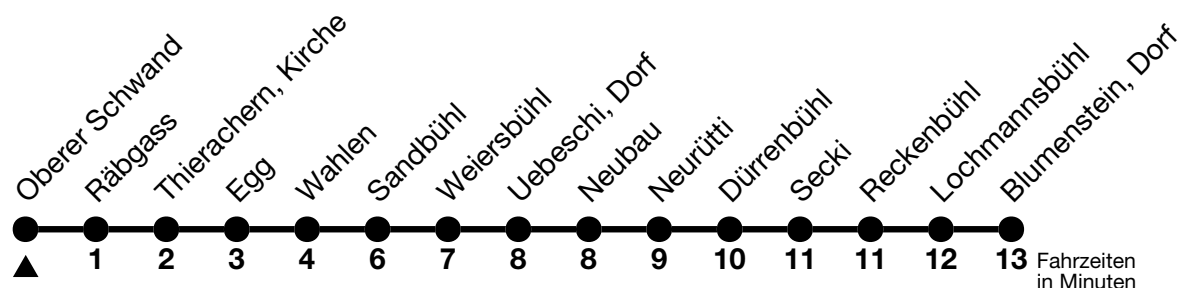 Oberer Schwand
Räbgass
Thierachern, Kirche
Egg
Wahlen
Sandbühl
Weiersbühl
Uebeschi, Dorf
Neubau
Neurütti
Dürrenbühl
Secki
Reckenbühl
Lochmannsbühl
Blumenstein, Dorf
1 2 3 4 6 7 8 8 9 10 11 11 12 13 Fahrzeiten
in Minuten